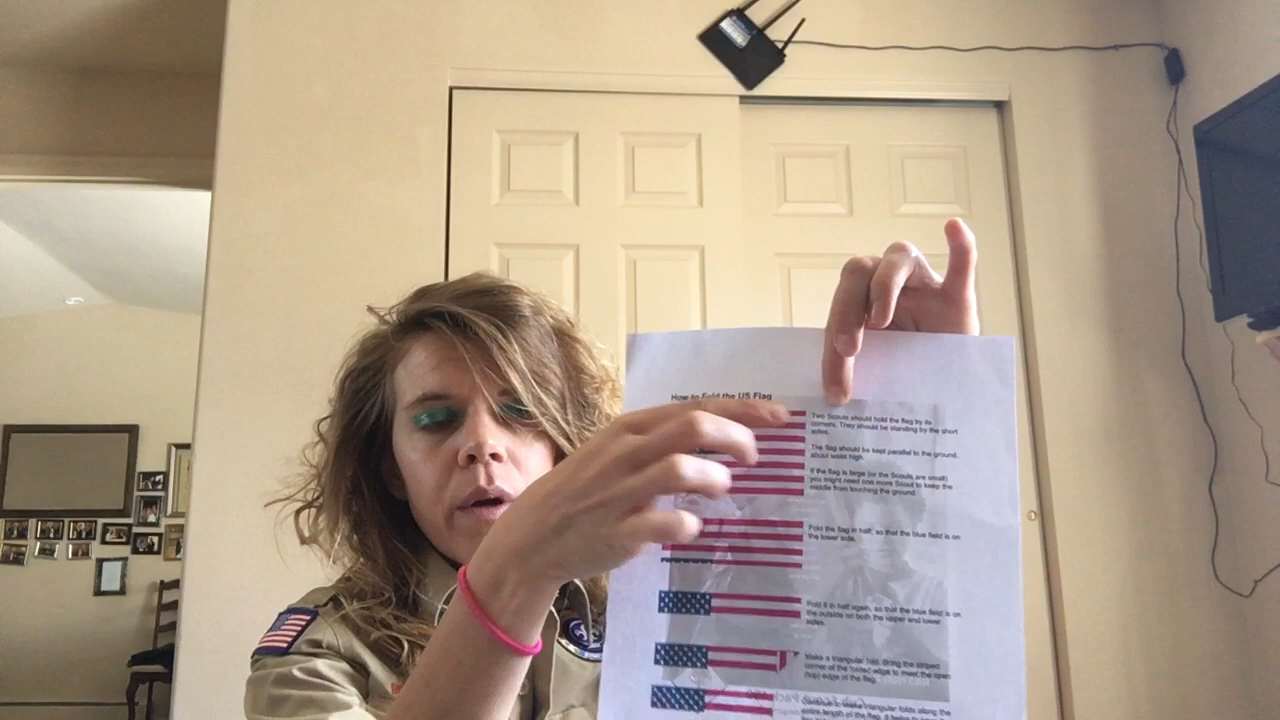 How to Fold the US Flag
Two Scouts should hold the flag by its
corners. They should be standing by the short
sides.
The flag should be kept parallel to the ground,
about waist high.
If the flag is large (or the Scouts are small)
you might need one more Scout to keep the
middle from touching the ground.
Fold the flag in half, so that the blue field is on
the lower side.
Fold it in half again, so that the blue field is on
the outside on both the upper and lower
sides.
Make a triangular fold. Bring the striped
corner of the folded edge to meet the open
(top) edge of the flag.
Continue to make triangular folds along the
entire length of the flag.